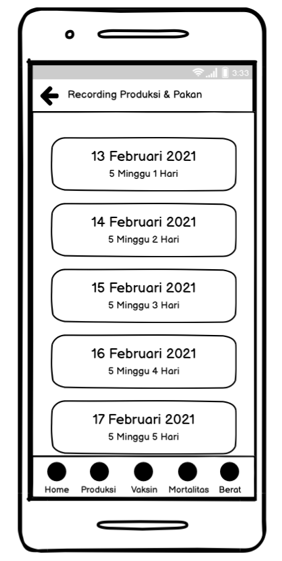 3:33
Recording Produksi & Pakan
13 Februari 2021
5 Minggu 1 Hari
14 Februari 2021
5 Minggu 2 Hari
15 Februari 2021
5 Minggu 3 Hari
16 Februari 2021
5 Minggu 4 Hari
17 Februari 2021
5 Minggu 5 Hari
Home Produksi Vaksin Mortalitas Berat